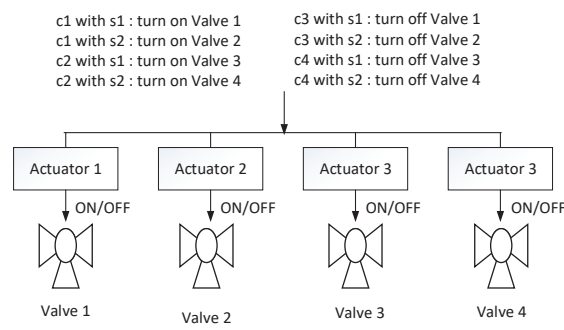 c1 with s1 : turn on Valve 1
c1 with s2 : turn on Valve 2
c2 with s1 : turn on Valve 3
c2 with s2 : turn on Valve 4
c3 with s1 : turn off Valve 1
c3 with s2 : turn off Valve 2
c4 with s1 : turn off Valve 3
c4 with s2 : turn off Valve 4
Actuator 1
Actuator 2
Actuator 3
Actuator 3
ON/OFF
ON/OFF
ON/OFF
ON/OFF
Valve 1
Valve 2
Valve 3
Valve 4